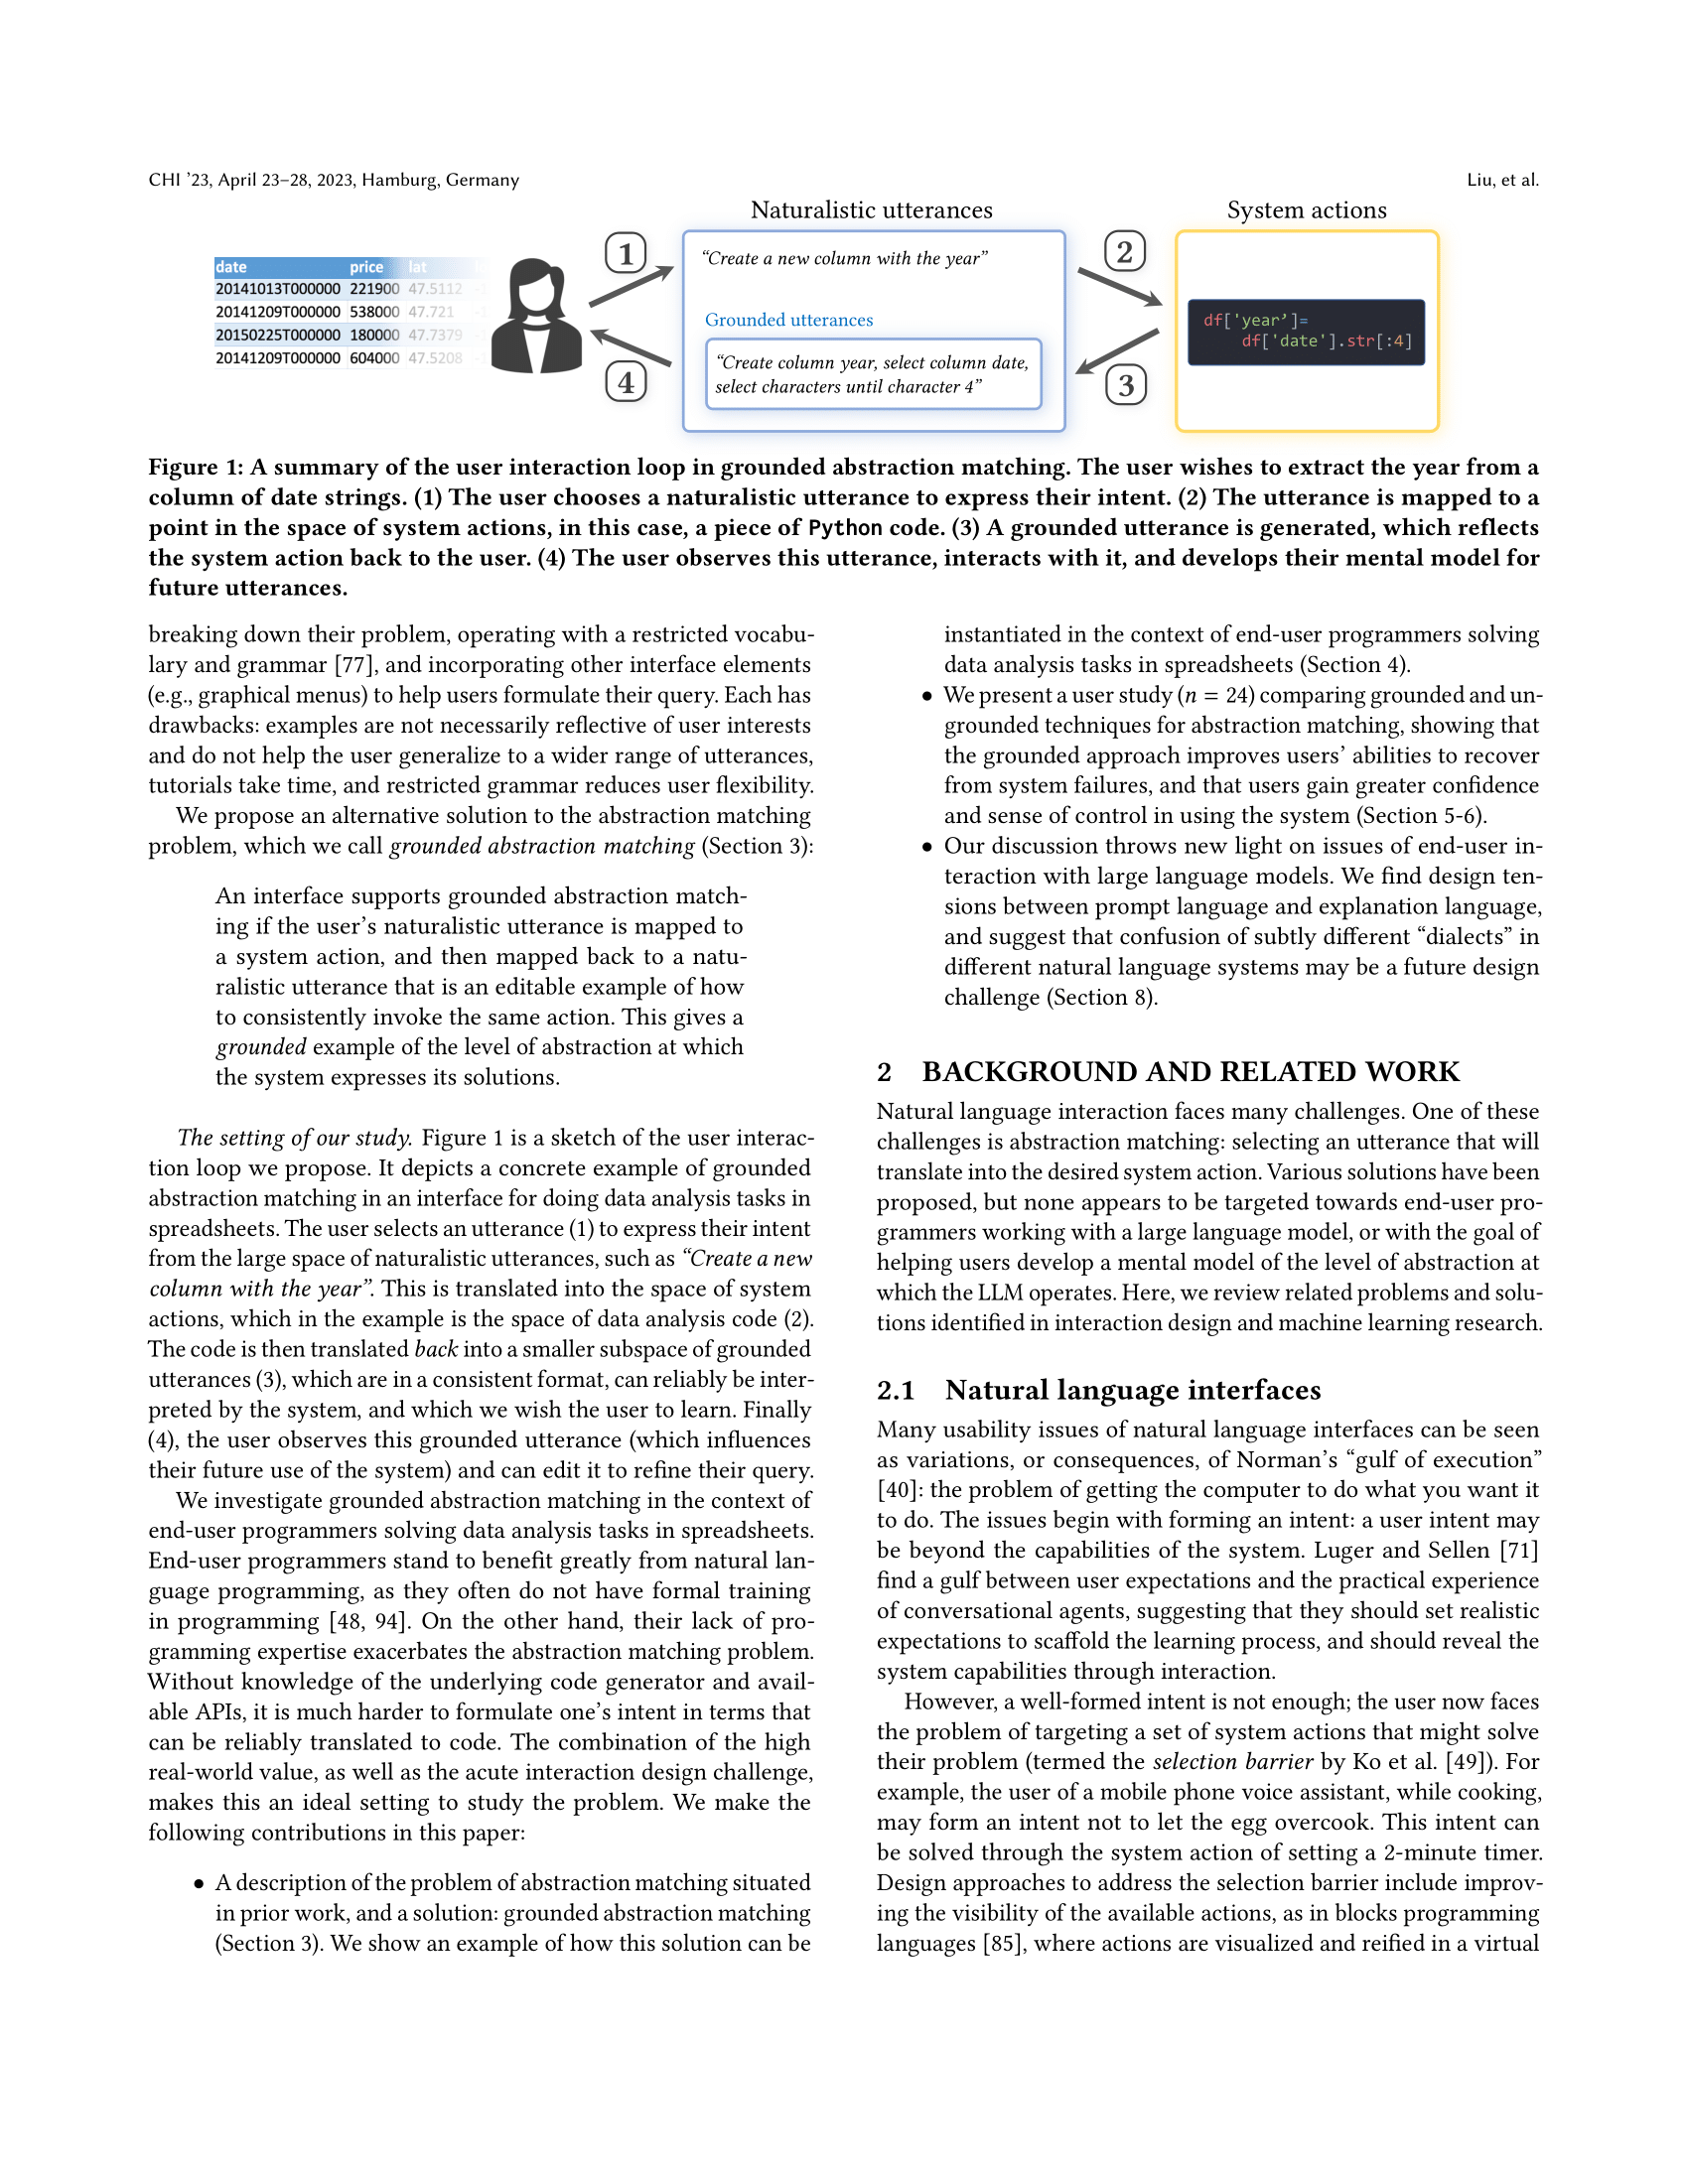 CHI ’23, April 23–28, 2023, Hamburg, Germany
Liu, et al.
Naturalistic utterances
System actions
date price lat
20141013T000000 221900 47.5112
20141209T000000 538000 47.721
20150225T000000 180000 47.7379
20141209T000000 604000 47.5208
1
“Create a new column with the year”
Grounded utterances
“Create column year, select column date,
select characters until character 4”
2
df['year’]=
df['date'].str[:4]
4
3
Figure 1: A summary of the user interaction loop in grounded abstraction matching. The user wishes to extract the year from a
column of date strings. (1) The user chooses a naturalistic utterance to express their intent. (2) The utterance is mapped to a
point in the space of system actions, in this case, a piece of Python code. (3) A grounded utterance is generated, which reflects
the system action back to the user. (4) The user observes this utterance, interacts with it, and develops their mental model for
future utterances.
breaking down their problem, operating with a restricted vocabu-
lary and grammar [77], and incorporating other interface elements
(e.g., graphical menus) to help users formulate their query. Each has
drawbacks: examples are not necessarily reflective of user interests
and do not help the user generalize to a wider range of utterances,
tutorials take time, and restricted grammar reduces user flexibility.
We propose an alternative solution to the abstraction matching
problem, which we call grounded abstraction matching (Section 3):
An interface supports grounded abstraction match-
ing if the user’s naturalistic utterance is mapped to
a system action, and then mapped back to a natu-
ralistic utterance that is an editable example of how
to consistently invoke the same action. This gives a
grounded example of the level of abstraction at which
the system expresses its solutions.
The setting of our study. Figure 1 is a sketch of the user interac-
tion loop we propose. It depicts a concrete example of grounded
abstraction matching in an interface for doing data analysis tasks in
spreadsheets. The user selects an utterance (1) to express their intent
from the large space of naturalistic utterances, such as “Create a new
column with the year”. This is translated into the space of system
actions, which in the example is the space of data analysis code (2).
The code is then translated back into a smaller subspace of grounded
utterances (3), which are in a consistent format, can reliably be inter-
preted by the system, and which we wish the user to learn. Finally
(4), the user observes this grounded utterance (which influences
their future use of the system) and can edit it to refine their query.
We investigate grounded abstraction matching in the context of
end-user programmers solving data analysis tasks in spreadsheets.
End-user programmers stand to benefit greatly from natural lan-
guage programming, as they often do not have formal training
in programming [48, 94]. On the other hand, their lack of pro-
gramming expertise exacerbates the abstraction matching problem.
Without knowledge of the underlying code generator and avail-
able APIs, it is much harder to formulate one’s intent in terms that
can be reliably translated to code. The combination of the high
real-world value, as well as the acute interaction design challenge,
makes this an ideal setting to study the problem. We make the
following contributions in this paper:
• A description of the problem of abstraction matching situated
in prior work, and a solution: grounded abstraction matching
(Section 3). We show an example of how this solution can be
instantiated in the context of end-user programmers solving
data analysis tasks in spreadsheets (Section 4).
• We present a user study (n = 24) comparing grounded and un-
grounded techniques for abstraction matching, showing that
the grounded approach improves users’ abilities to recover
from system failures, and that users gain greater confidence
and sense of control in using the system (Section 5-6).
• Our discussion throws new light on issues of end-user in-
teraction with large language models. We find design ten-
sions between prompt language and explanation language,
and suggest that confusion of subtly different “dialects” in
different natural language systems may be a future design
challenge (Section 8).
2 BACKGROUND AND RELATED WORK
Natural language interaction faces many challenges. One of these
challenges is abstraction matching: selecting an utterance that will
translate into the desired system action. Various solutions have been
proposed, but none appears to be targeted towards end-user pro-
grammers working with a large language model, or with the goal of
helping users develop a mental model of the level of abstraction at
which the LLM operates. Here, we review related problems and solu-
tions identified in interaction design and machine learning research.
2.1 Natural language interfaces
Many usability issues of natural language interfaces can be seen
as variations, or consequences, of Norman’s “gulf of execution”
[40]: the problem of getting the computer to do what you want it
to do. The issues begin with forming an intent: a user intent may
be beyond the capabilities of the system. Luger and Sellen [71]
find a gulf between user expectations and the practical experience
of conversational agents, suggesting that they should set realistic
expectations to scaffold the learning process, and should reveal the
system capabilities through interaction.
However, a well-formed intent is not enough; the user now faces
the problem of targeting a set of system actions that might solve
their problem (termed the selection barrier by Ko et al. [49]). For
example, the user of a mobile phone voice assistant, while cooking,
may form an intent not to let the egg overcook. This intent can
be solved through the system action of setting a 2-minute timer.
Design approaches to address the selection barrier include improv-
ing the visibility of the available actions, as in blocks programming
languages [85], where actions are visualized and reified in a virtual